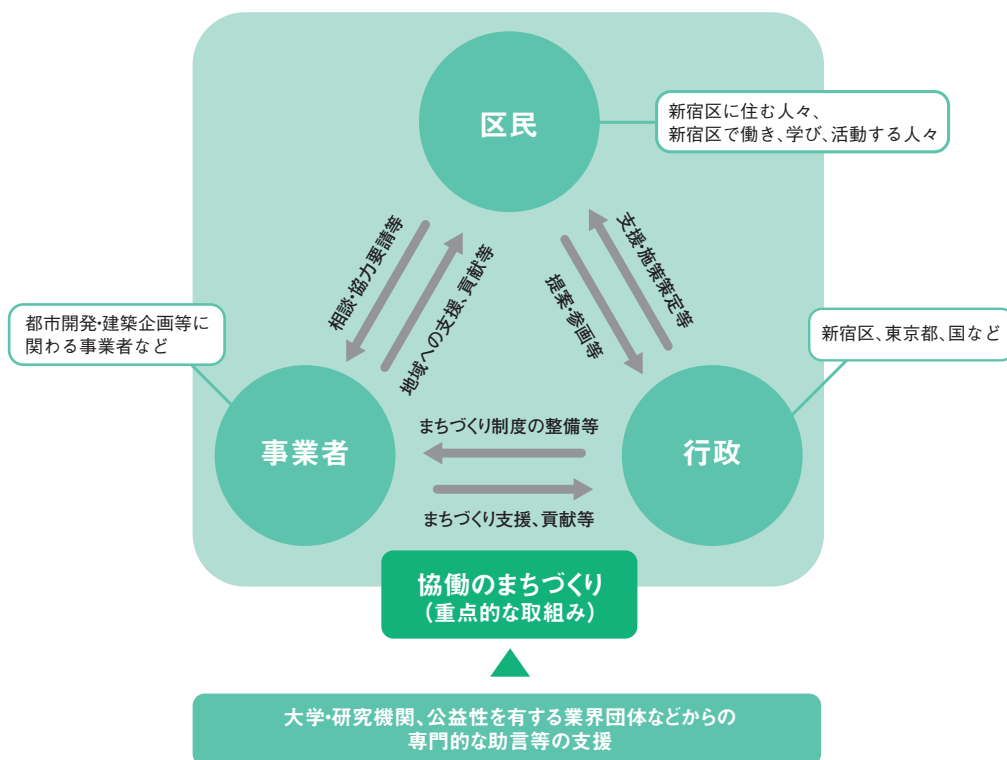 区民
新宿区に住む人々、
新宿区で働き、学び、活動する人々
相談・協力要請等
地域への支援、貢献等
支援・施策策定等
提案・参画等
都市開発・建築企画等に
関わる事業者など
新宿区、東京都、国など
事業者
まちづくり制度の整備等
行政
まちづくり支援、貢献等
協働のまちづくり
（重点的な取組み）
大学・研究機関、公益性を有する業界団体などからの
専門的な助言等の支援